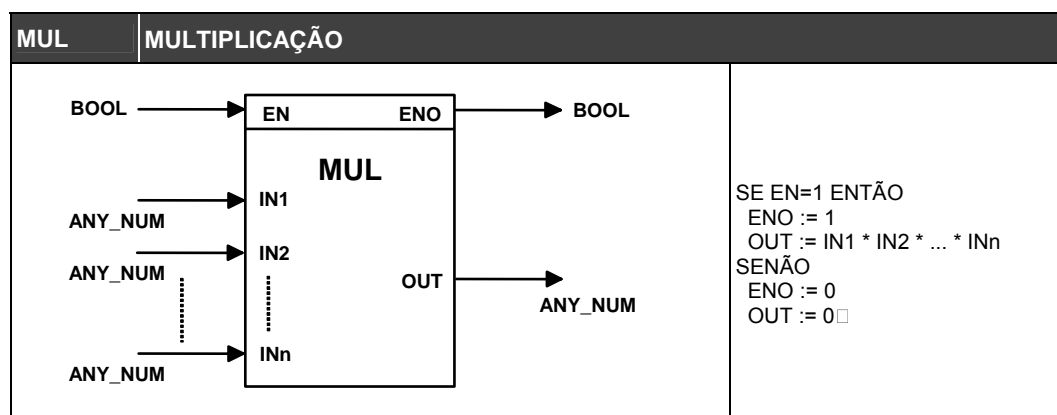 MUL MULTIPLICAÇÃO
BOOL EN ENO BOOL
MUL
IN1
ANY_NUM
IN2
ANY_NUM
OUT
ANY_NUM
INn
ANY_NUM
SE EN=1 ENTÃO
ENO := 1
OUT := IN1 * IN2 * ... * INn
SENÃO
ENO := 0
OUT := 0□